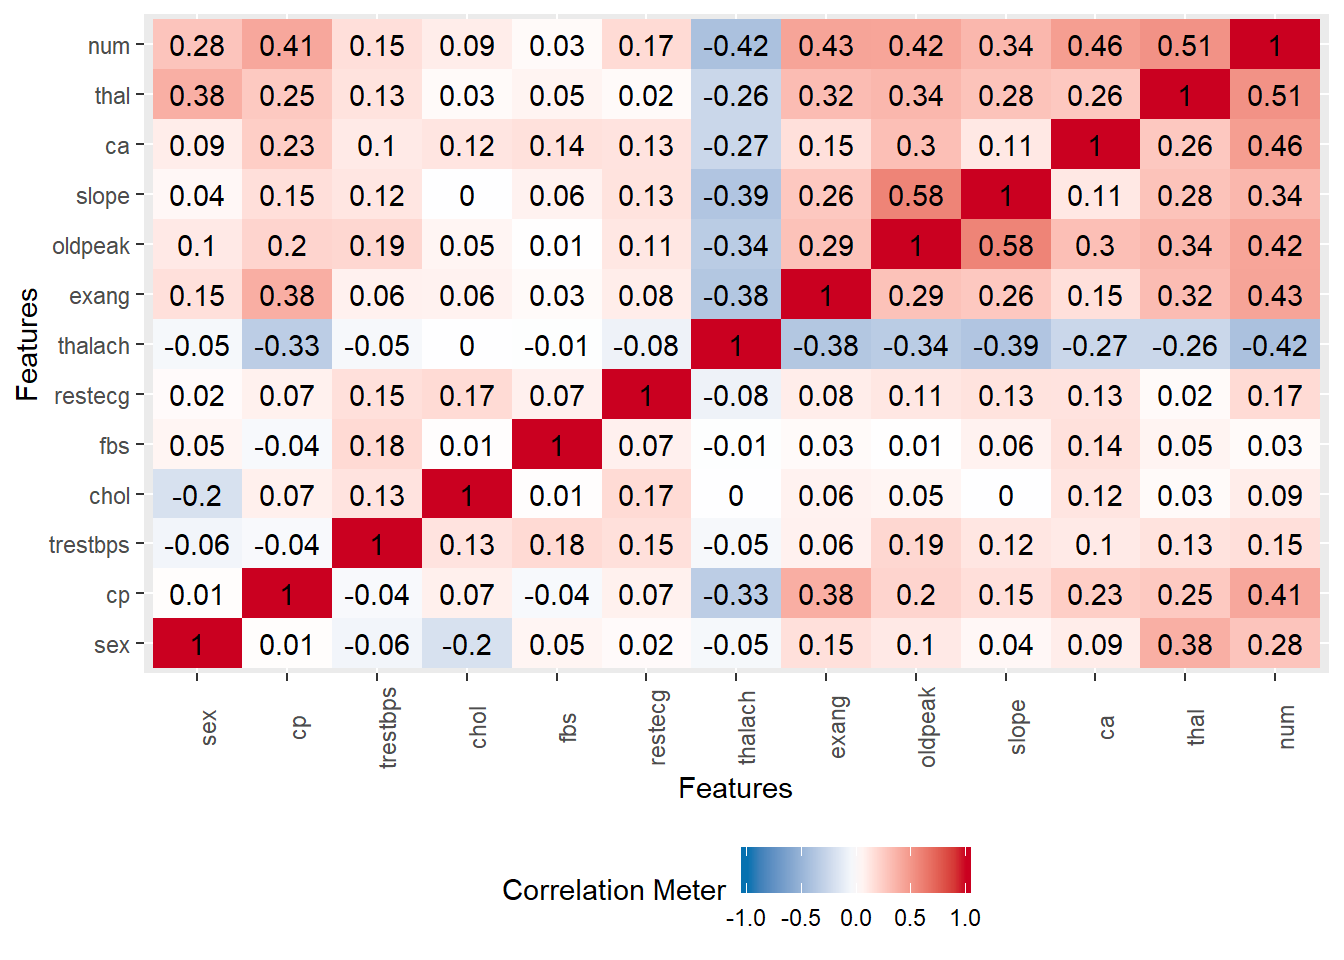 num 0.28 0.41 0.15 0.09 0.03 0.17 -0.42 0.43 0.42 0.34 0.46 0.51 1
thal 0.38 0.25 0.13 0.03 0.05 0.02 -0.26 0.32 0.34 0.28 0.26 1 0.51
ca 0.09 0.23 0.1 0.12 0.14 0.13 -0.27 0.15 0.3 0.11 1 0.26 0.46
slope 0.04 0.15 0.12 0 0.06 0.13 -0.39 0.26 0.58 1 0.11 0.28 0.34
oldpeak 0.1 0.2 0.19 0.05 0.01 0.11 -0.34 0.29 1 0.58 0.3 0.34 0.42
exang 0.15 0.38 0.06 0.06 0.03 0.08 -0.38 1 0.29 0.26 0.15 0.32 0.43
thalach -0.05 -0.33 -0.05 0 -0.01 -0.08 1 -0.38 -0.34 -0.39 -0.27 -0.26 -0.42
restecg 0.02 0.07 0.15 0.17 0.07 1 -0.08 0.08 0.11 0.13 0.13 0.02 0.17
fbs 0.05 -0.04 0.18 0.01 1 0.07 -0.01 0.03 0.01 0.06 0.14 0.05 0.03
chol -0.2 0.07 0.13 1 0.01 0.17 0 0.06 0.05 0 0.12 0.03 0.09
trestbps -0.06 -0.04 1 0.13 0.18 0.15 -0.05 0.06 0.19 0.12 0.1 0.13 0.15
cp 0.01 1 -0.04 0.07 -0.04 0.07 -0.33 0.38 0.2 0.15 0.23 0.25 0.41
sex 1 0.01 -0.06 -0.2 0.05 0.02 -0.05 0.15 0.1 0.04 0.09 0.38 0.28
Features
sex cp trestbps chol fbs restecg thalach exang oldpeak slope ca thal num
Features
Correlation Meter
-1.0 -0.5 0.0 0.5 1.0